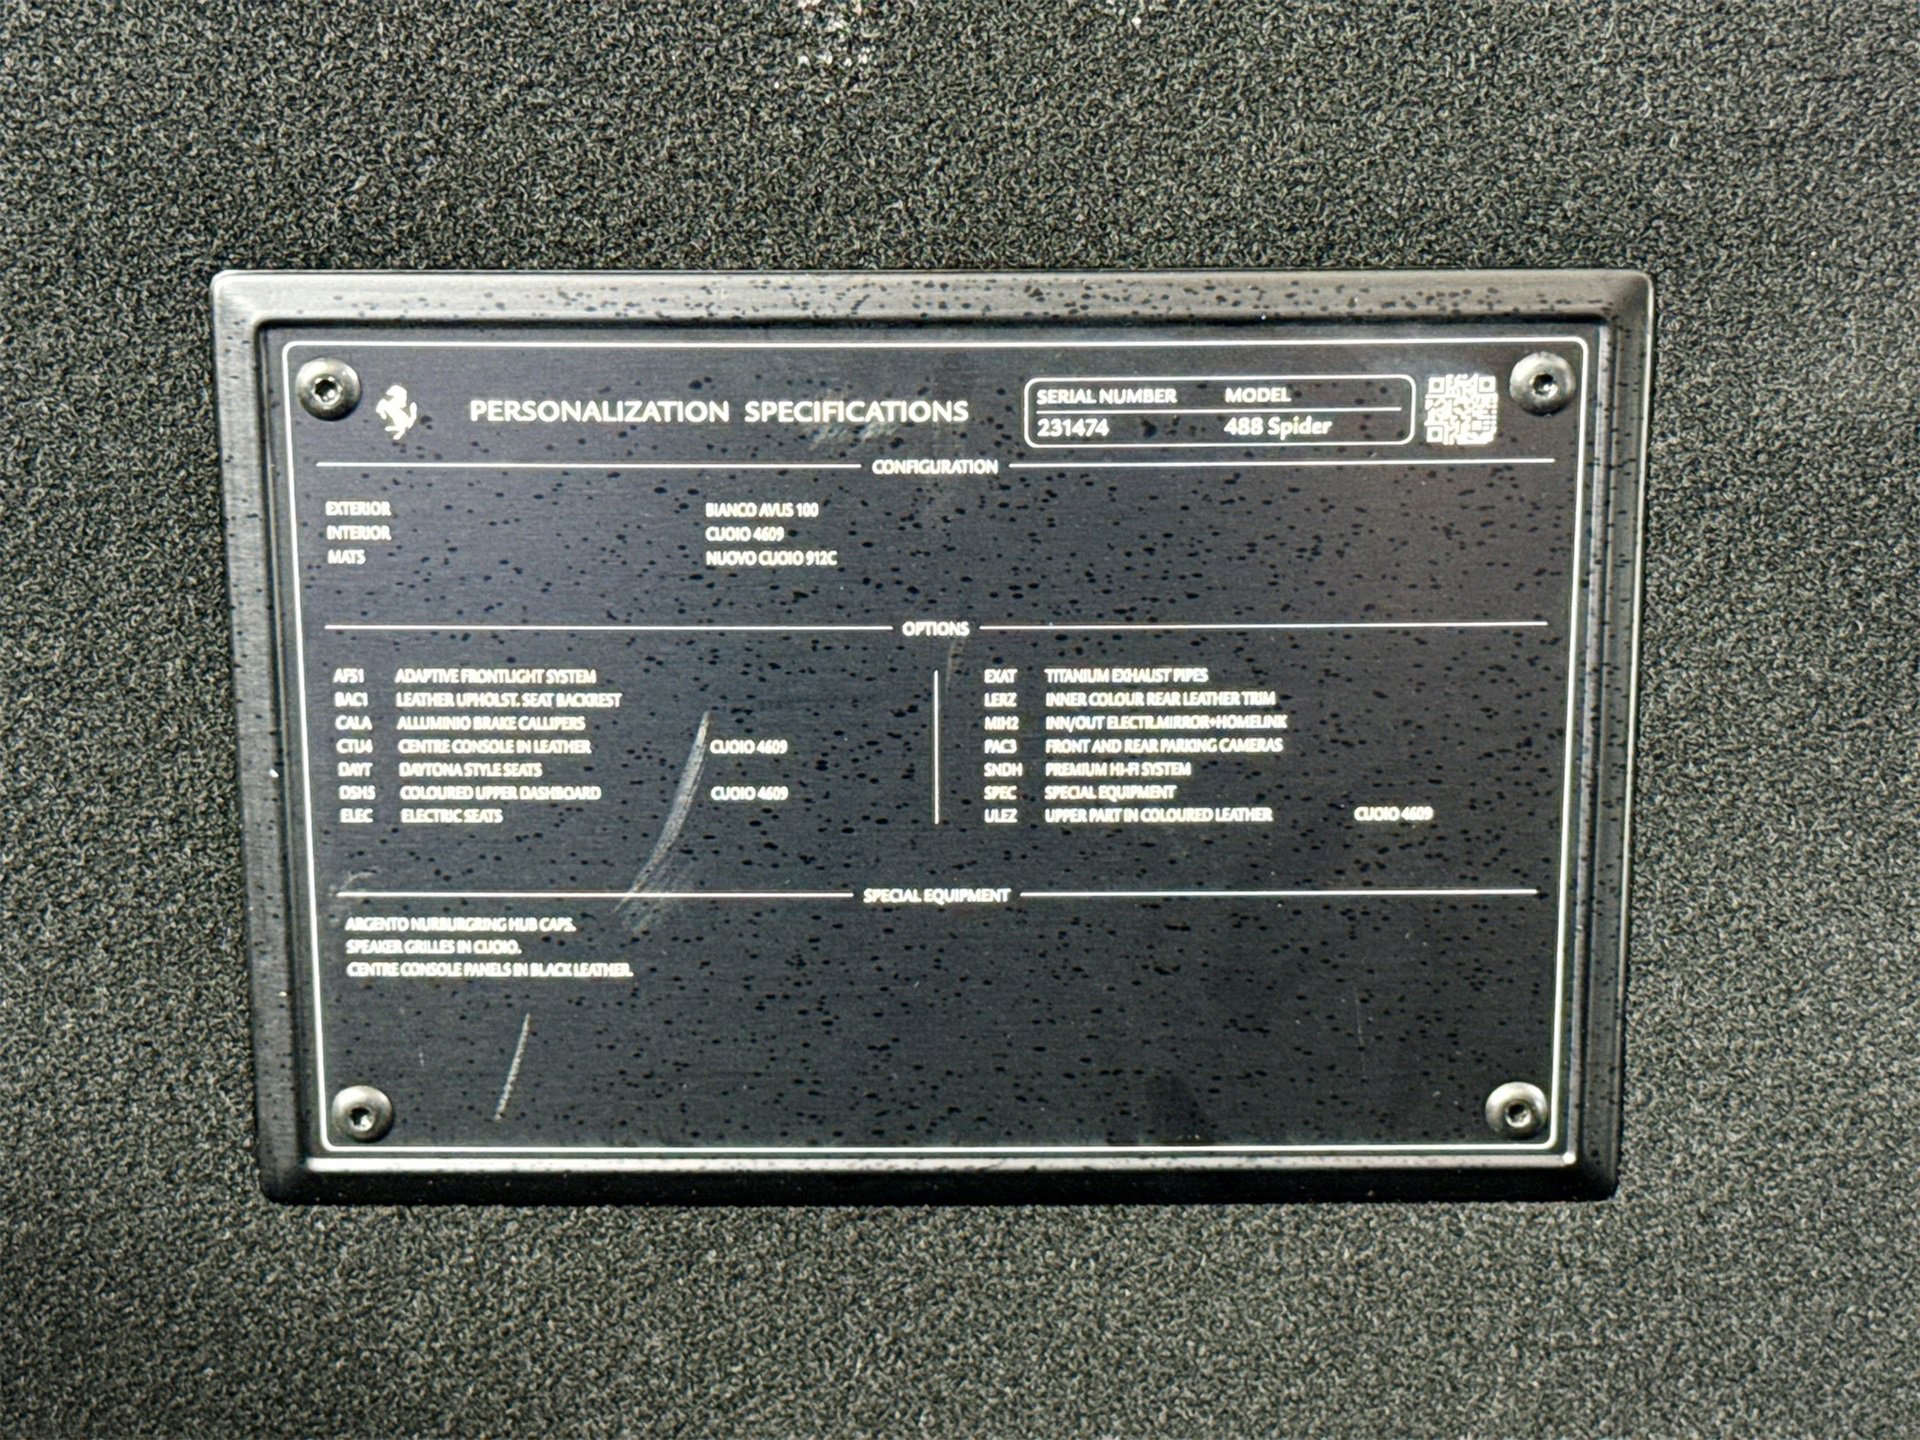 PERSONALIZATION SPECIFICATIONS
SERIAL NUMBER MODEL
231474 488 Spider
CONFIGURATION
EXTERIOR BIANCO AVUS 100
INTERIOR CUOIO 4609
MATS NUOVO CUOIO 912C
OPTIONS
AFS1 ADAPTIVE FRONTLIGHT SYSTEM
BAC1 LEATHER UPHOLST. SEAT BACKREST
CALA ALLUMINIO BRAKE CALLIPERS
CTU4 CENTRE CONSOLE IN LEATHER CUOIO 4609
DAYT DAYTONA STYLE SEATS
DSH5 COLOURED UPPER DASHBOARD CUOIO 4609
ELEC ELECTRIC SEATS
EXAT TITANIUM EXHAUST PIPES
LERZ INNER COLOUR REAR LEATHER TRIM
MIH2 INN/OUT ELECTR.MIRROR+HOMELINK
PAC3 FRONT AND REAR PARKING CAMERAS
SNDH PREMIUM HI-FI SYSTEM
SPEC SPECIAL EQUIPMENT
ULEZ UPPER PART IN COLOURED LEATHER CUOIO 4609
SPECIAL EQUIPMENT
ARGENTO NURBURGRING HUB CAPS.
SPEAKER GRILLES IN CUOIO.
CENTRE CONSOLE PANELS IN BLACK LEATHER.